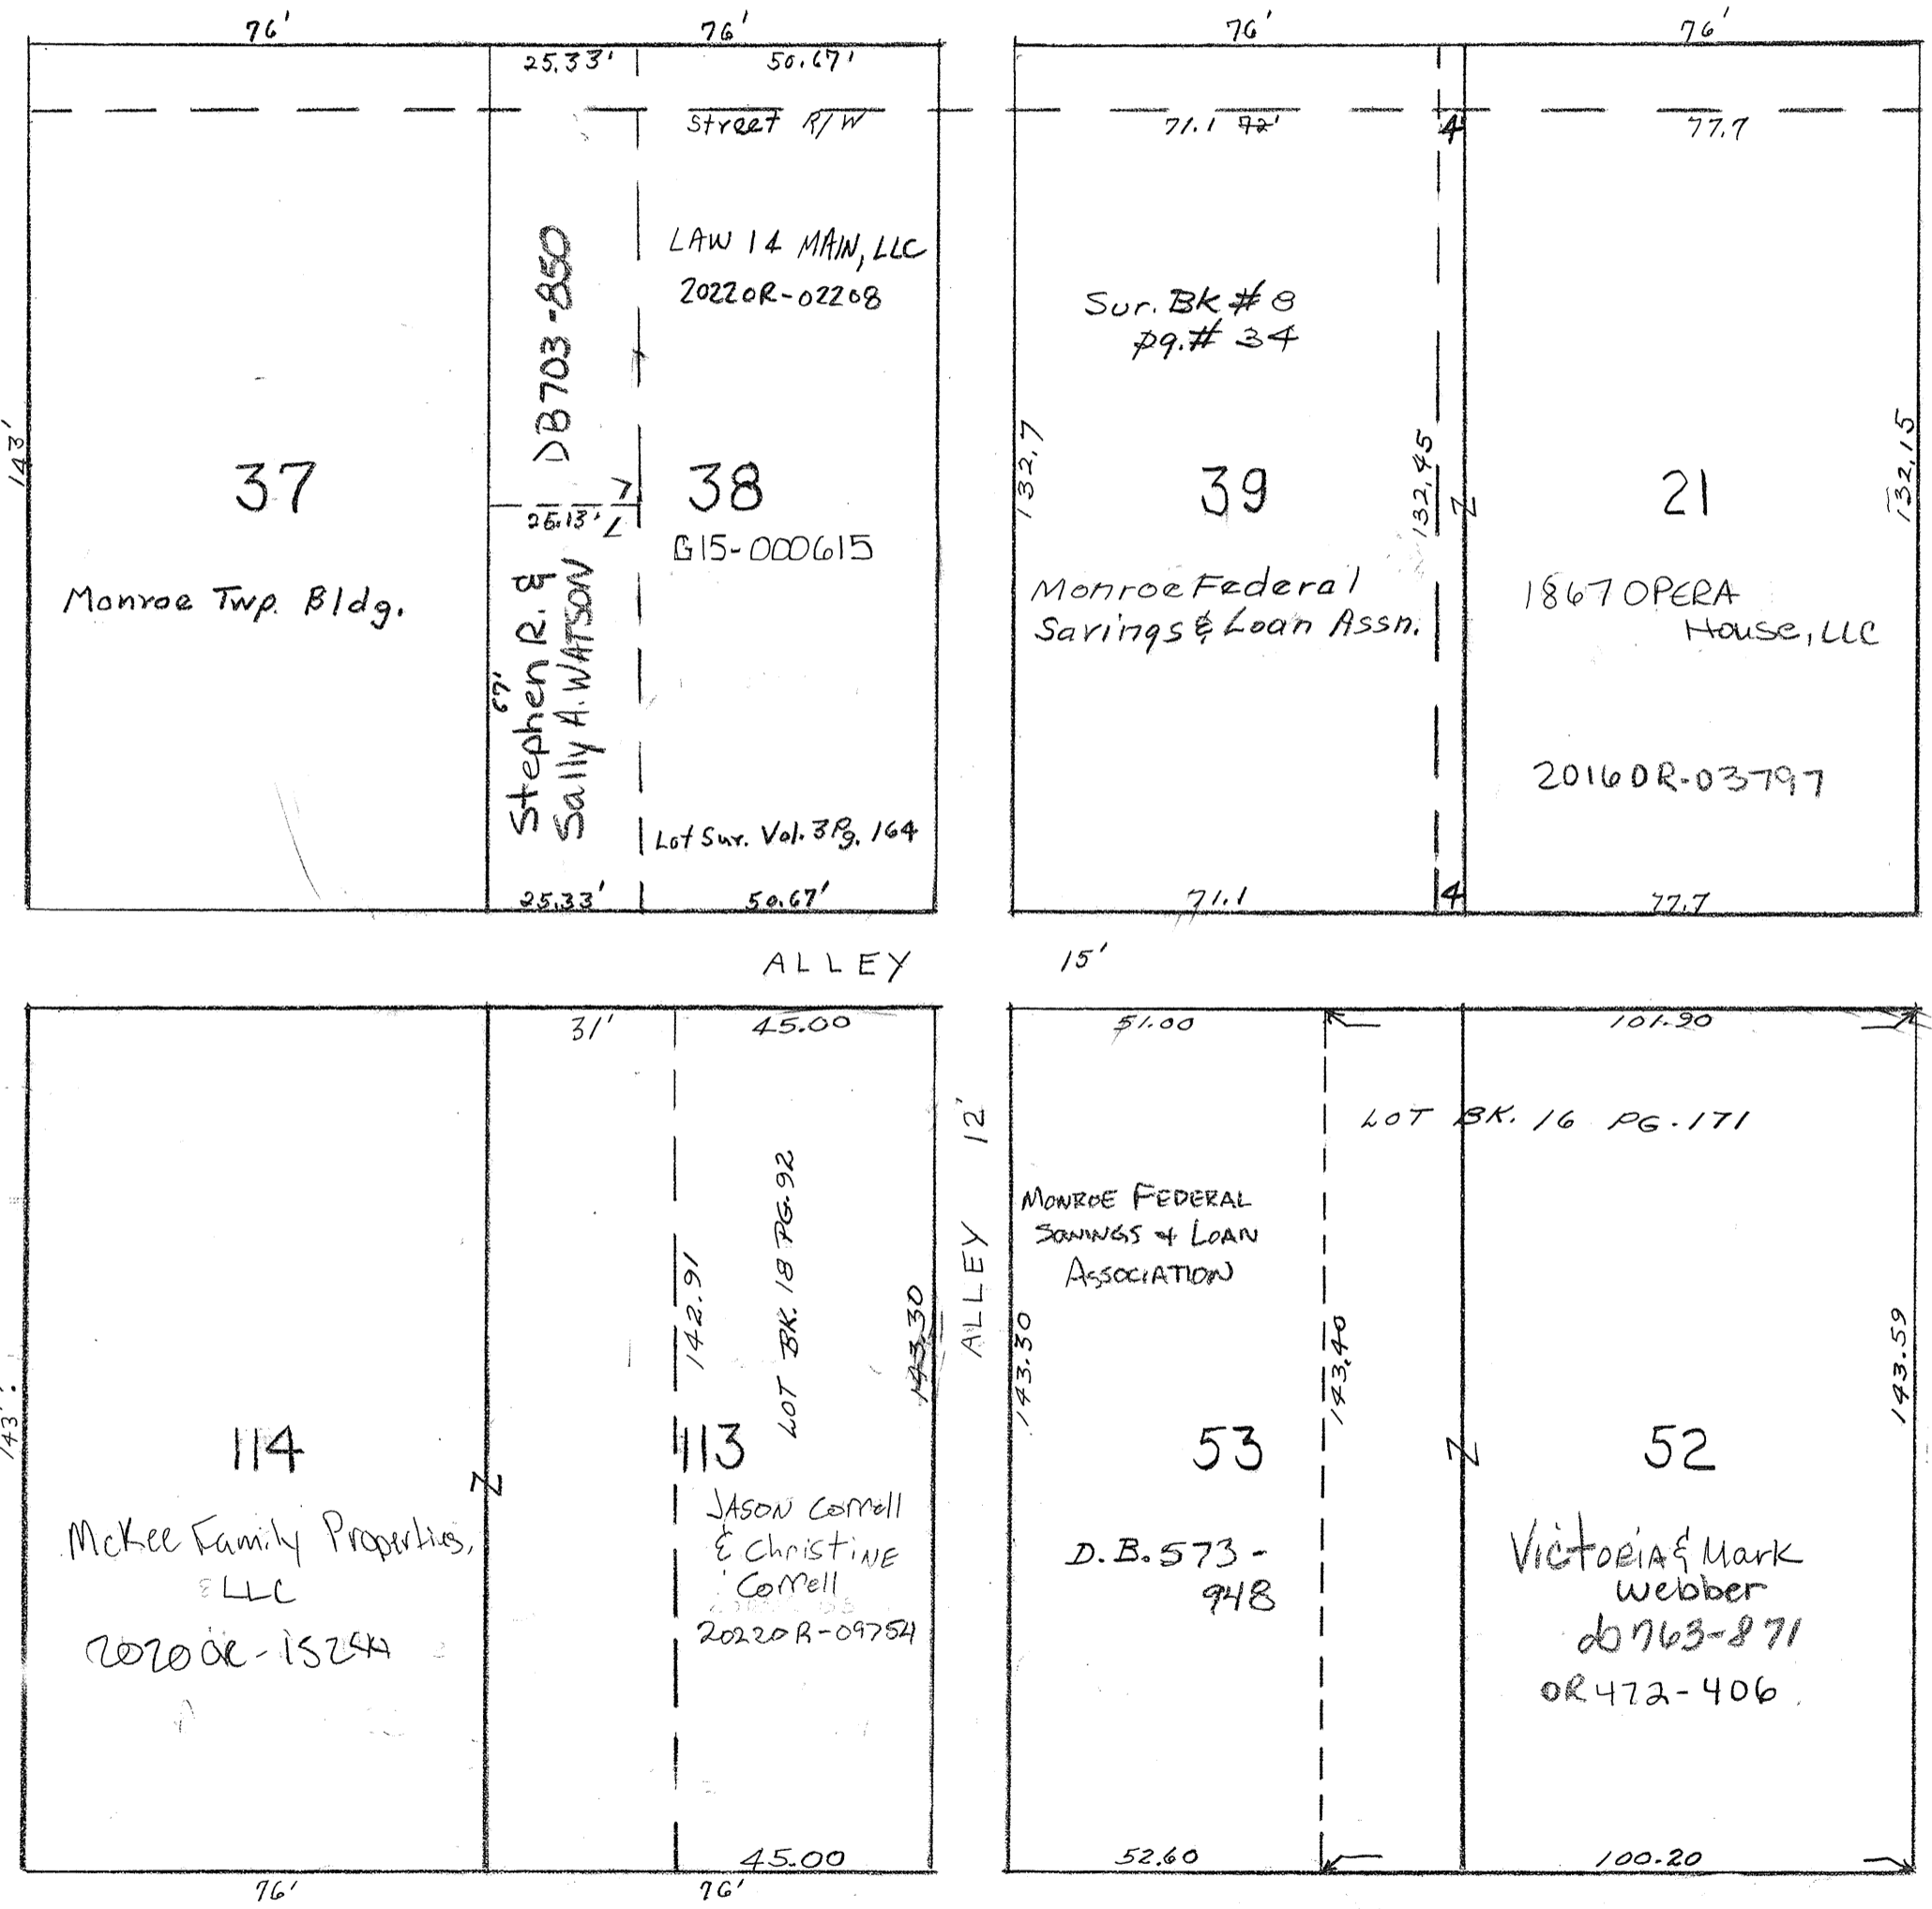 76'
76'
76'
76'
25.33'
50.67'
Street R/W
71.1 72'
4
77.7
LAW 14 MAIN, LLC
2022OR-02208
DB703-850
Sur. BK # 8
pg. # 34
143'
37
38
132.7
39
132.45
21
132.15
25.13'
G15-000615
Monroe Twp. Bldg.
Stephen R. &
Sally A. WATSON
67'
Monroe Federal
Savings & Loan Assn.
1867 OPERA
House, LLC
2016OR-03797
Lot Sur. Vol. 3 Pg. 164
25.33'
50.67'
71.1
4
77.7
ALLEY 15'
31'
45.00
51.00
101.90
ALLEY 12'
LOT BK. 16 PG. 171
LOT BK. 18 PG. 92
MONROE FEDERAL
SAVINGS & LOAN
ASSOCIATION
142.91
143.30
143.30
143.40
143.59
143'
114
113
53
52
McKee Family Properties,
LLC
JASON Cornell
& Christine
Cornell
2022OR-09754
D.B. 573-
948
Victoria & Mark
Webber
db 763-871
OR 472-406
45.00
52.60
100.20
76'
76'